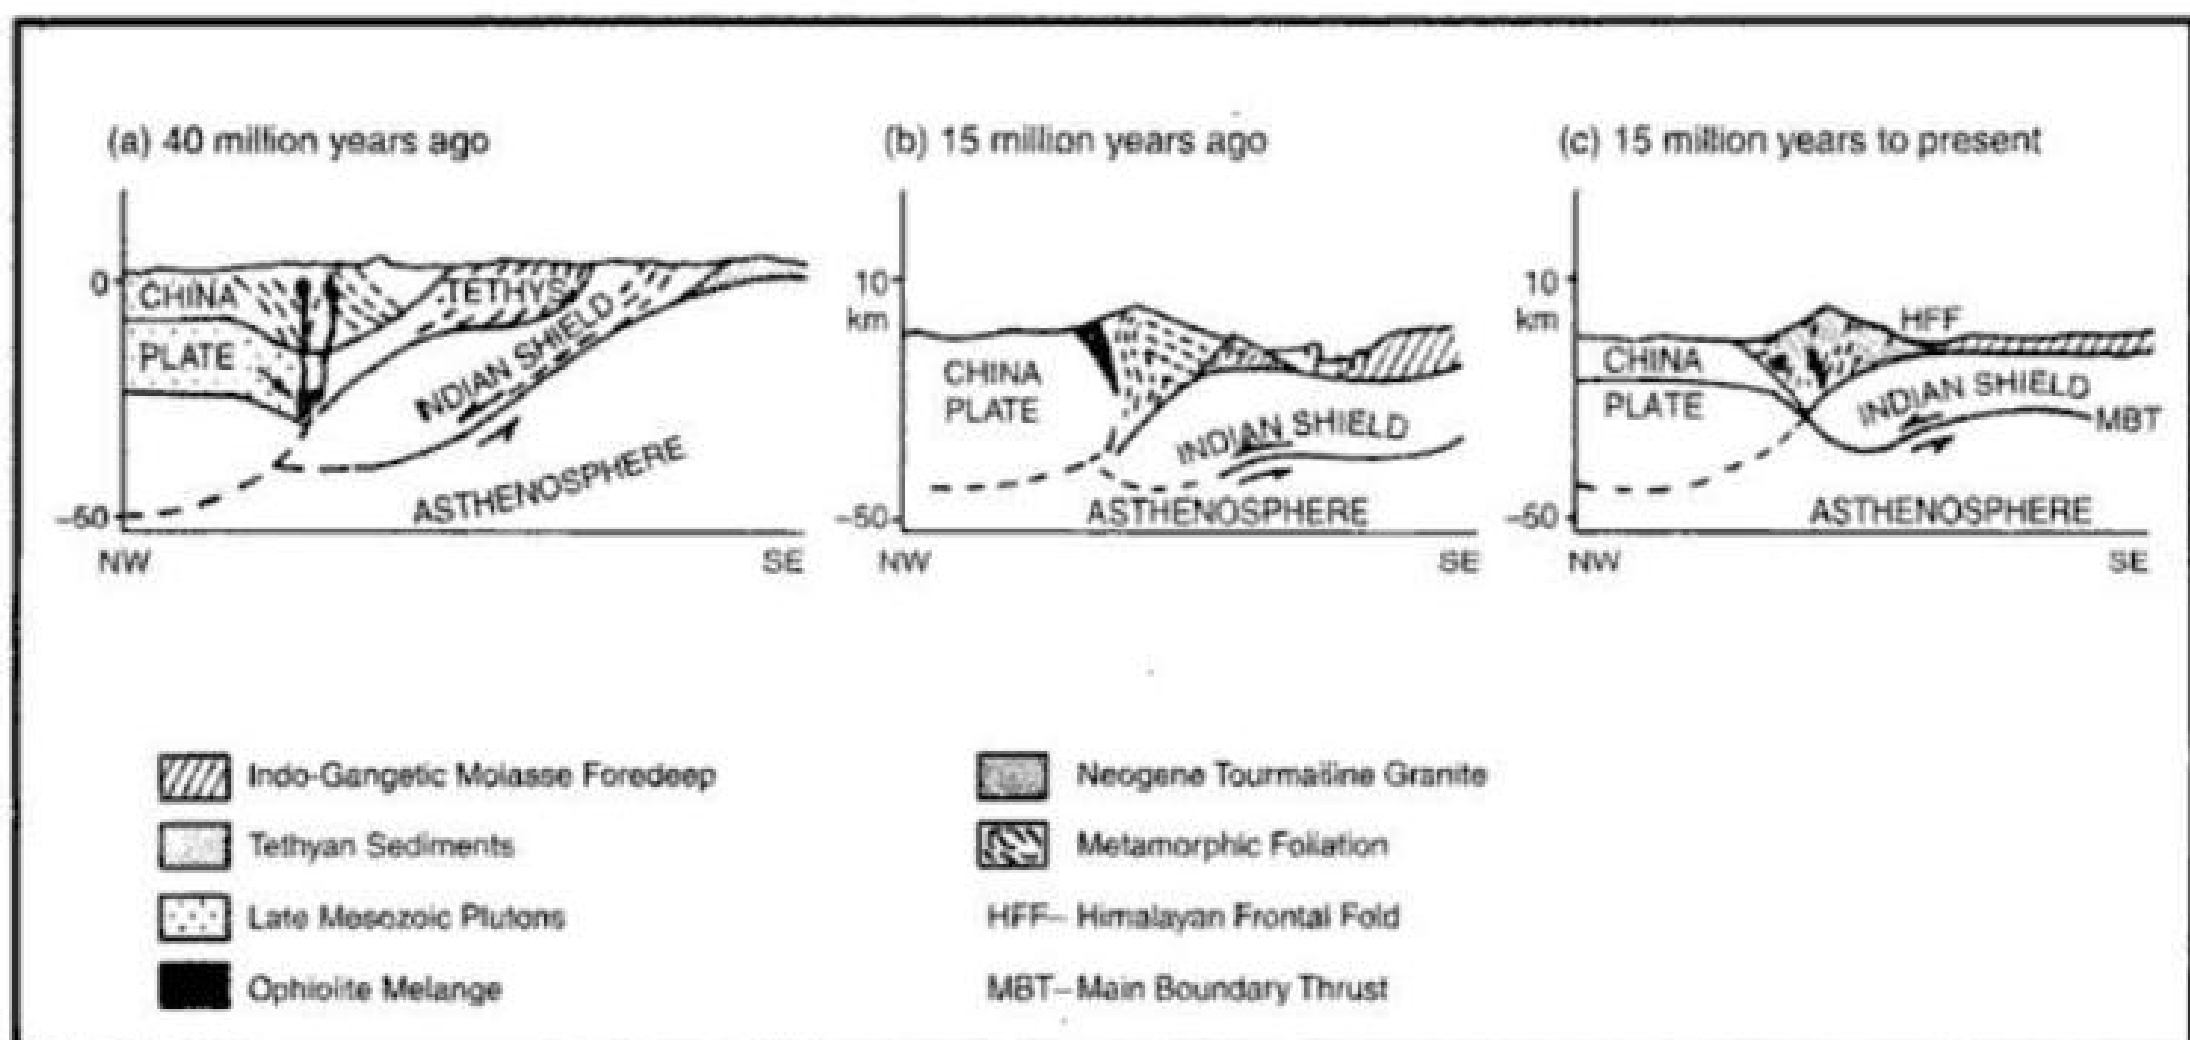 (a) 40 million years ago
0
CHINA
PLATE
TETHYS
INDIAN SHIELD
ASTHENOSPHERE
–50
NW
SE
(b) 15 million years ago
10
km
CHINA
PLATE
INDIAN SHIELD
–50
ASTHENOSPHERE
NW
SE
(c) 15 million years to present
10
km
HFF
CHINA
PLATE
INDIAN SHIELD
MBT
–50
ASTHENOSPHERE
NW
SE
Indo-Gangetic Molasse Foredeep
Tethyan Sediments
Late Mesozoic Plutons
Ophiolite Melange
Neogene Tourmaline Granite
Metamorphic Foliation
HFF– Himalayan Frontal Fold
MBT– Main Boundary Thrust